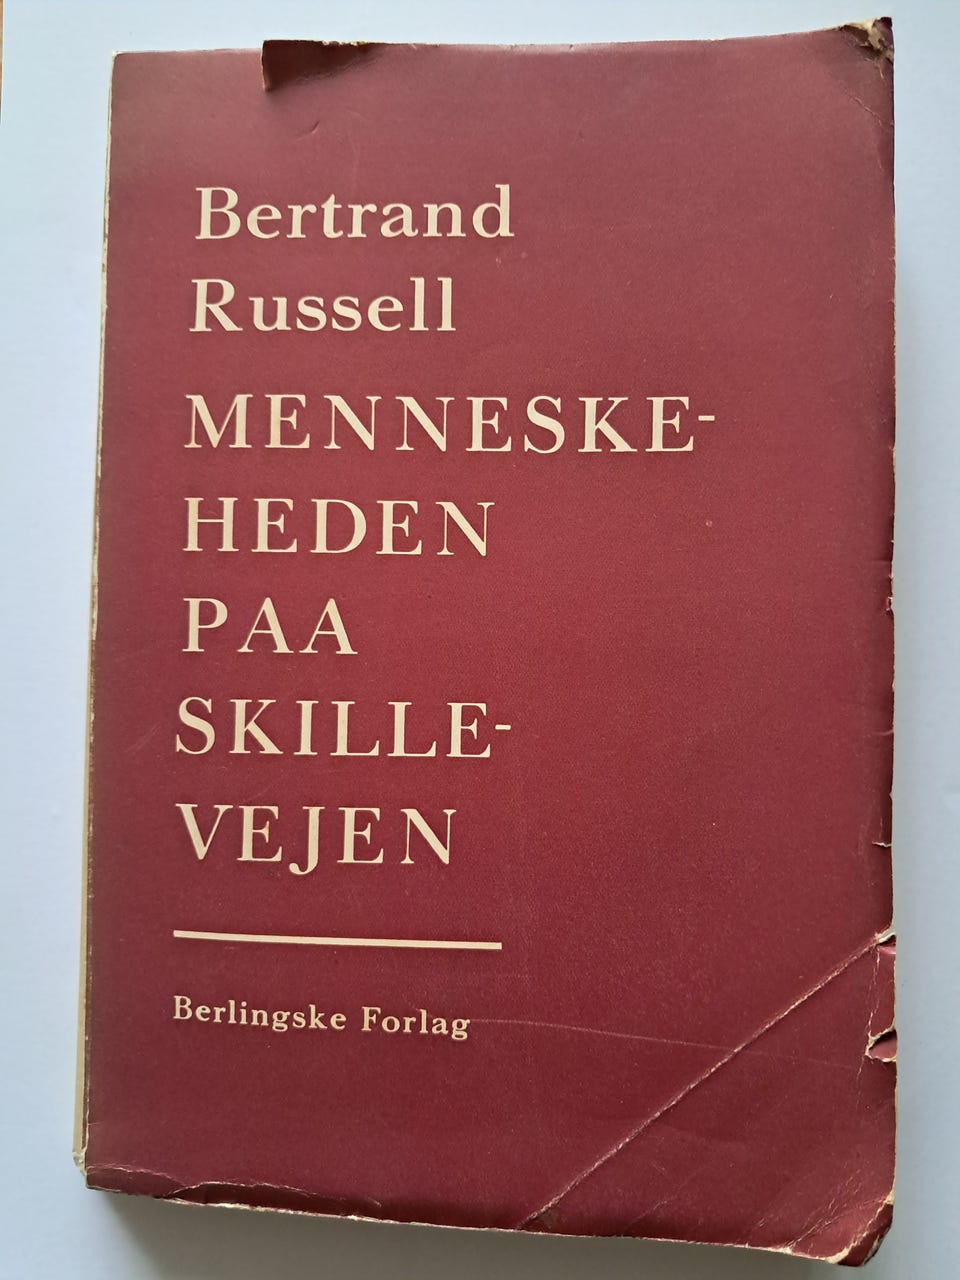 Bertrand
Russell
MENNESKE-
HEDEN
PAA
SKILLE-
VEJEN
Berlingske Forlag